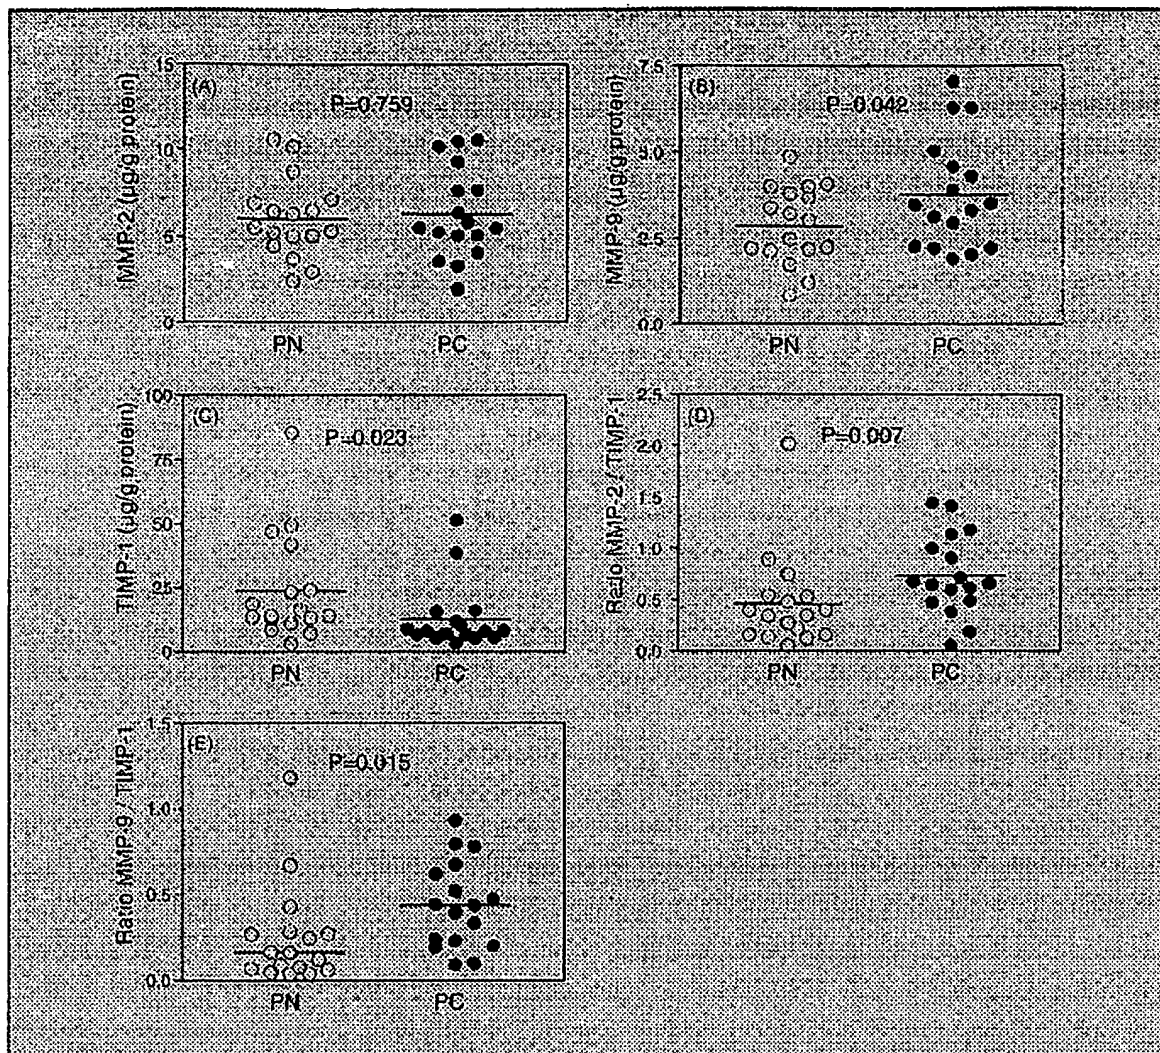 (A)
P=0.759
MMP-2 (µg/g protein)
15
10
5
0
PN PC
(B)
P=0.042
MMP-9 (µg/g protein)
7.5
5.0
2.5
0.0
PN PC
(C)
P=0.023
TIMP-1 (µg/g protein)
100
75
50
25
0
PN PC
(D)
P=0.007
Ratio MMP-2 / TIMP-1
2.5
2.0
1.5
1.0
0.5
0.0
PN PC
(E)
P=0.015
Ratio MMP-9 / TIMP-1
1.5
1.0
0.5
0.0
PN PC